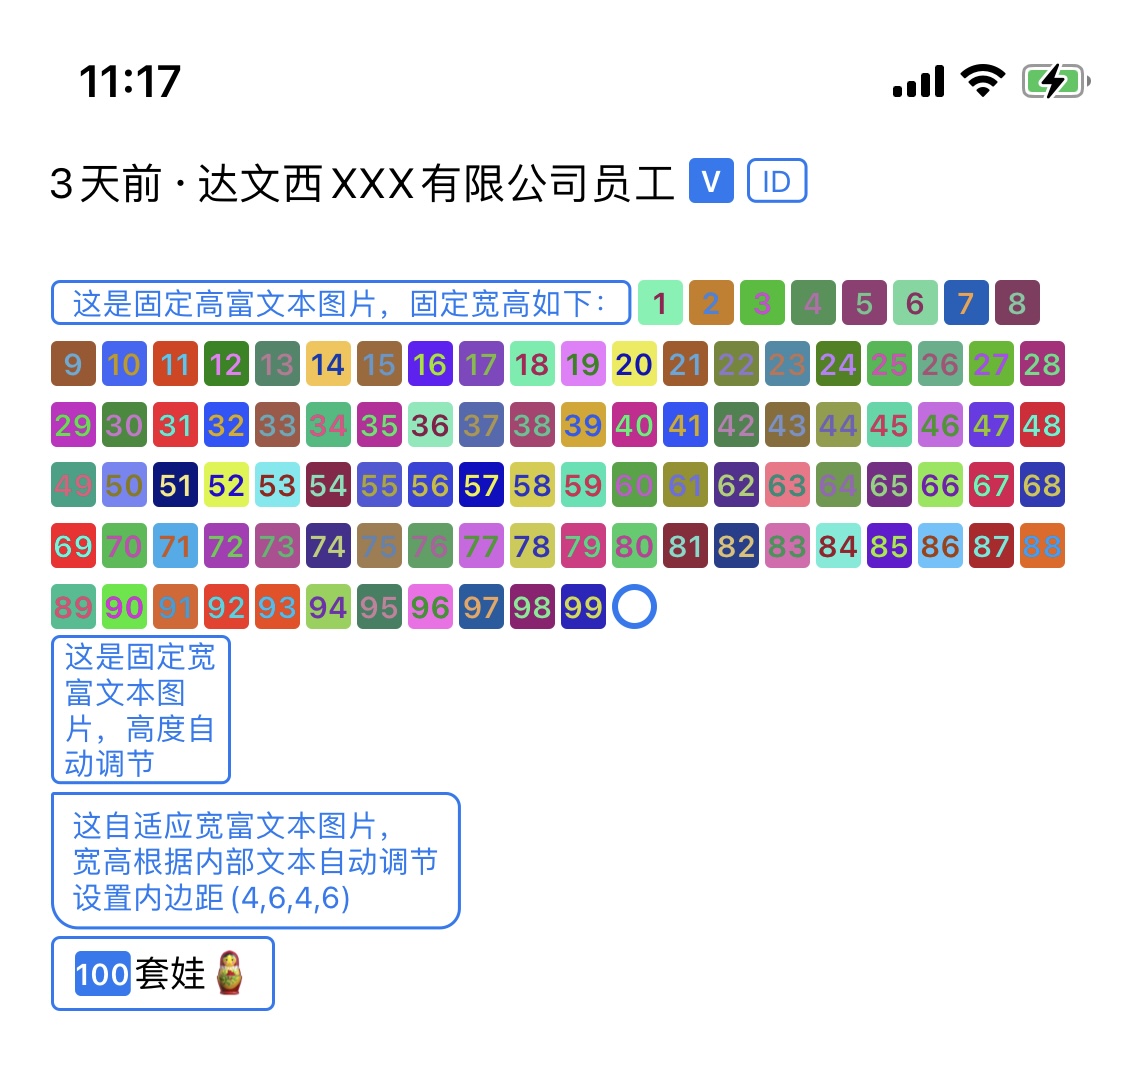 11:17
3天前 · 达文西XXX有限公司员工 V ID
这是固定高富文本图片，固定宽高如下： 1 2 3 4 5 6 7 8
9 10 11 12 13 14 15 16 17 18 19 20 21 22 23 24 25 26 27 28
29 30 31 32 33 34 35 36 37 38 39 40 41 42 43 44 45 46 47 48
49 50 51 52 53 54 55 56 57 58 59 60 61 62 63 64 65 66 67 68
69 70 71 72 73 74 75 76 77 78 79 80 81 82 83 84 85 86 87 88
89 90 91 92 93 94 95 96 97 98 99
这是固定宽
富文本图
片，高度自
动调节
这自适应宽富文本图片，
宽高根据内部文本自动调节
设置内边距(4,6,4,6)
100套娃🪆